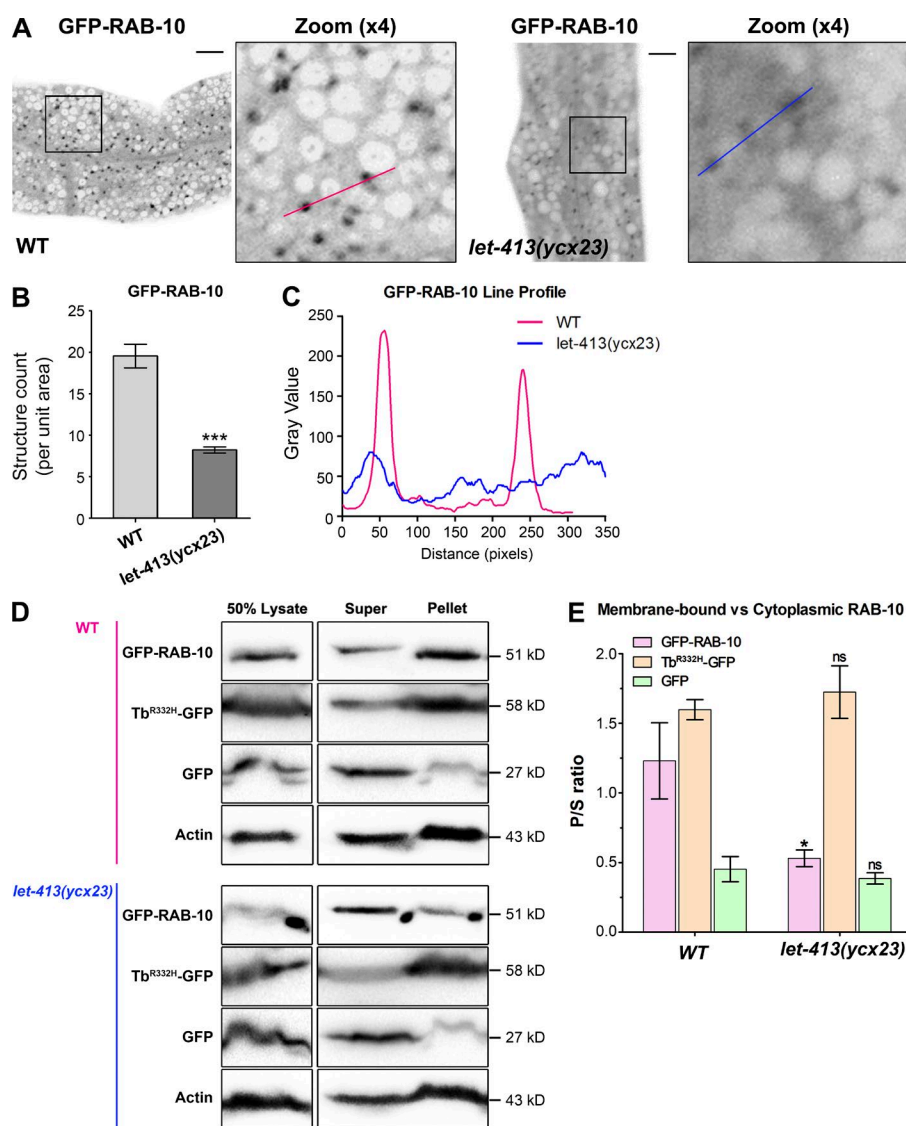 A
GFP-RAB-10
Zoom (x4)
GFP-RAB-10
Zoom (x4)
WT
let-413(ycx23)
B
GFP-RAB-10
Structure count
(per unit area)
25
20
15
10
5
0
***
WT
let-413(ycx23)
C
GFP-RAB-10 Line Profile
WT
let-413(ycx23)
Gray Value
250
200
150
100
50
0
0 50 100 150 200 250 300 350
Distance (pixels)
D
WT
50% Lysate Super Pellet
GFP-RAB-10 51 kD
Tbᴿ³³²ᴴ-GFP 58 kD
GFP 27 kD
Actin 43 kD
let-413(ycx23)
GFP-RAB-10 51 kD
Tbᴿ³³²ᴴ-GFP 58 kD
GFP 27 kD
Actin 43 kD
E
Membrane-bound vs Cytoplasmic RAB-10
GFP-RAB-10
Tbᴿ³³²ᴴ-GFP
GFP
P/S ratio
2.0
1.5
1.0
0.5
0.0
* ns ns
WT let-413(ycx23)